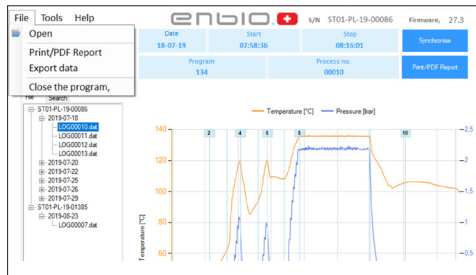 File Tools Help
enbio
S/N ST01-PL-19-00086 Firmware, 27.3
Open
Print/PDF Report
Export data
Close the program,
Date Start Stop
18-07-19 07:58:36 08:16:01
Synchronise
Program Process no.
134 00010
Print/PDF Report
File Search
ST01-PL-19-00086
2019-07-18
LOG00010.dat
LOG00011.dat
LOG00012.dat
LOG00013.dat
2019-07-20
2019-07-22
2019-07-25
2019-07-26
2019-07-29
ST01-PL-19-01385
2019-08-23
LOG00007.dat
Temperature [°C] Pressure [bar]
2 4 6 8 10
140 2.5
120 2
100 1.5
80 1
60 0.5
Temperature [°C]